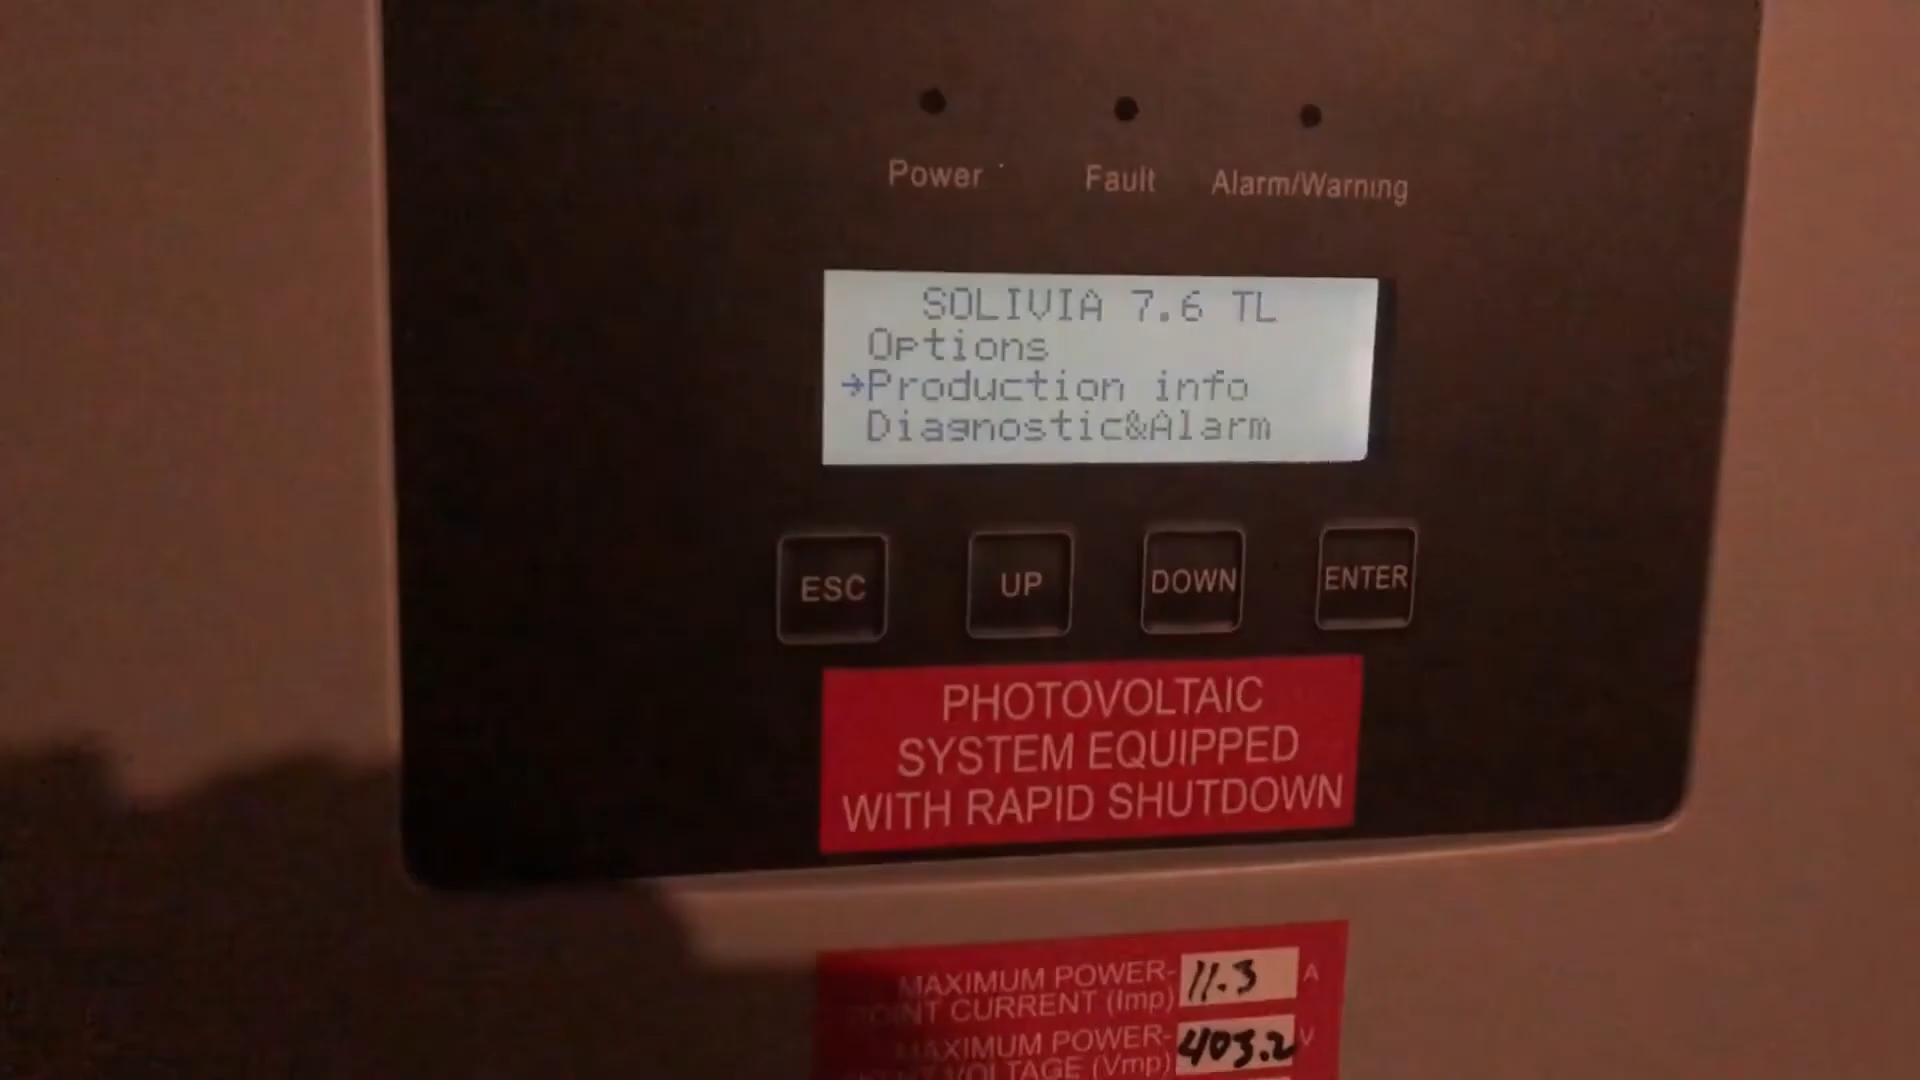 Power
Fault
Alarm/Warning
SOLIVIA 7.6 TL
Options
→Production info
Diagnostic&Alarm
ESC
UP
DOWN
ENTER
PHOTOVOLTAIC
SYSTEM EQUIPPED
WITH RAPID SHUTDOWN
MAXIMUM POWER-
POINT CURRENT (Imp) 11.3 A
MAXIMUM POWER-
VOLTAGE (Vmp) 403.2 V